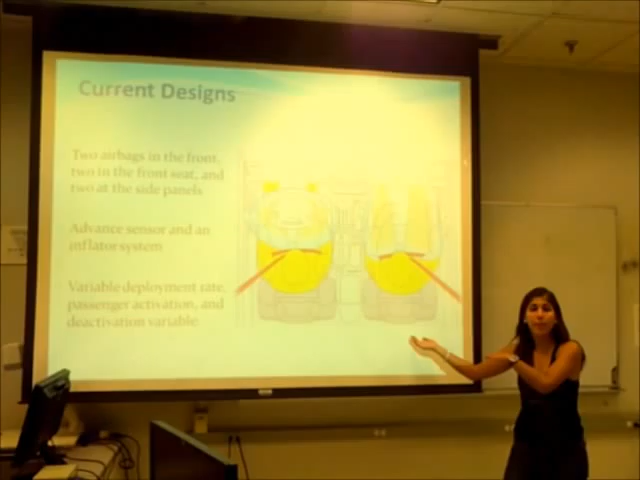 Current Designs
Two airbags in the front,
two in the front seat, and
two at the side panels
Advance sensor and an
inflator system
Variable deployment rate,
passenger activation, and
deactivation variable